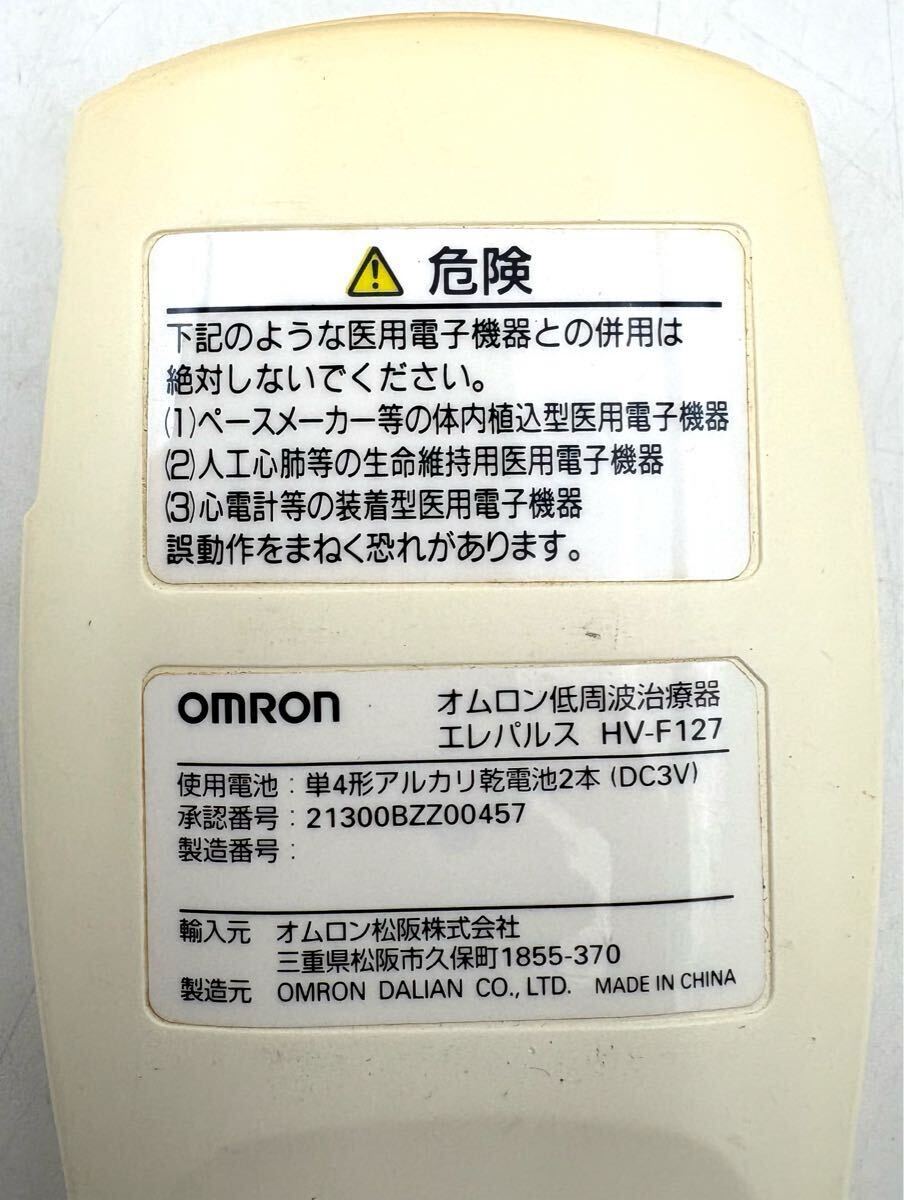 危険
下記のような医用電子機器との併用は
絶対しないでください。
(1)ペースメーカー等の体内植込型医用電子機器
(2)人工心肺等の生命維持用医用電子機器
(3)心電計等の装着型医用電子機器
誤動作をまねく恐れがあります。
OMRON オムロン低周波治療器
エレパルス HV-F127
使用電池：単4形アルカリ乾電池2本 (DC3V)
承認番号：21300BZZ00457
製造番号：
輸入元 オムロン松阪株式会社
三重県松阪市久保町1855-370
製造元 OMRON DALIAN CO., LTD. MADE IN CHINA